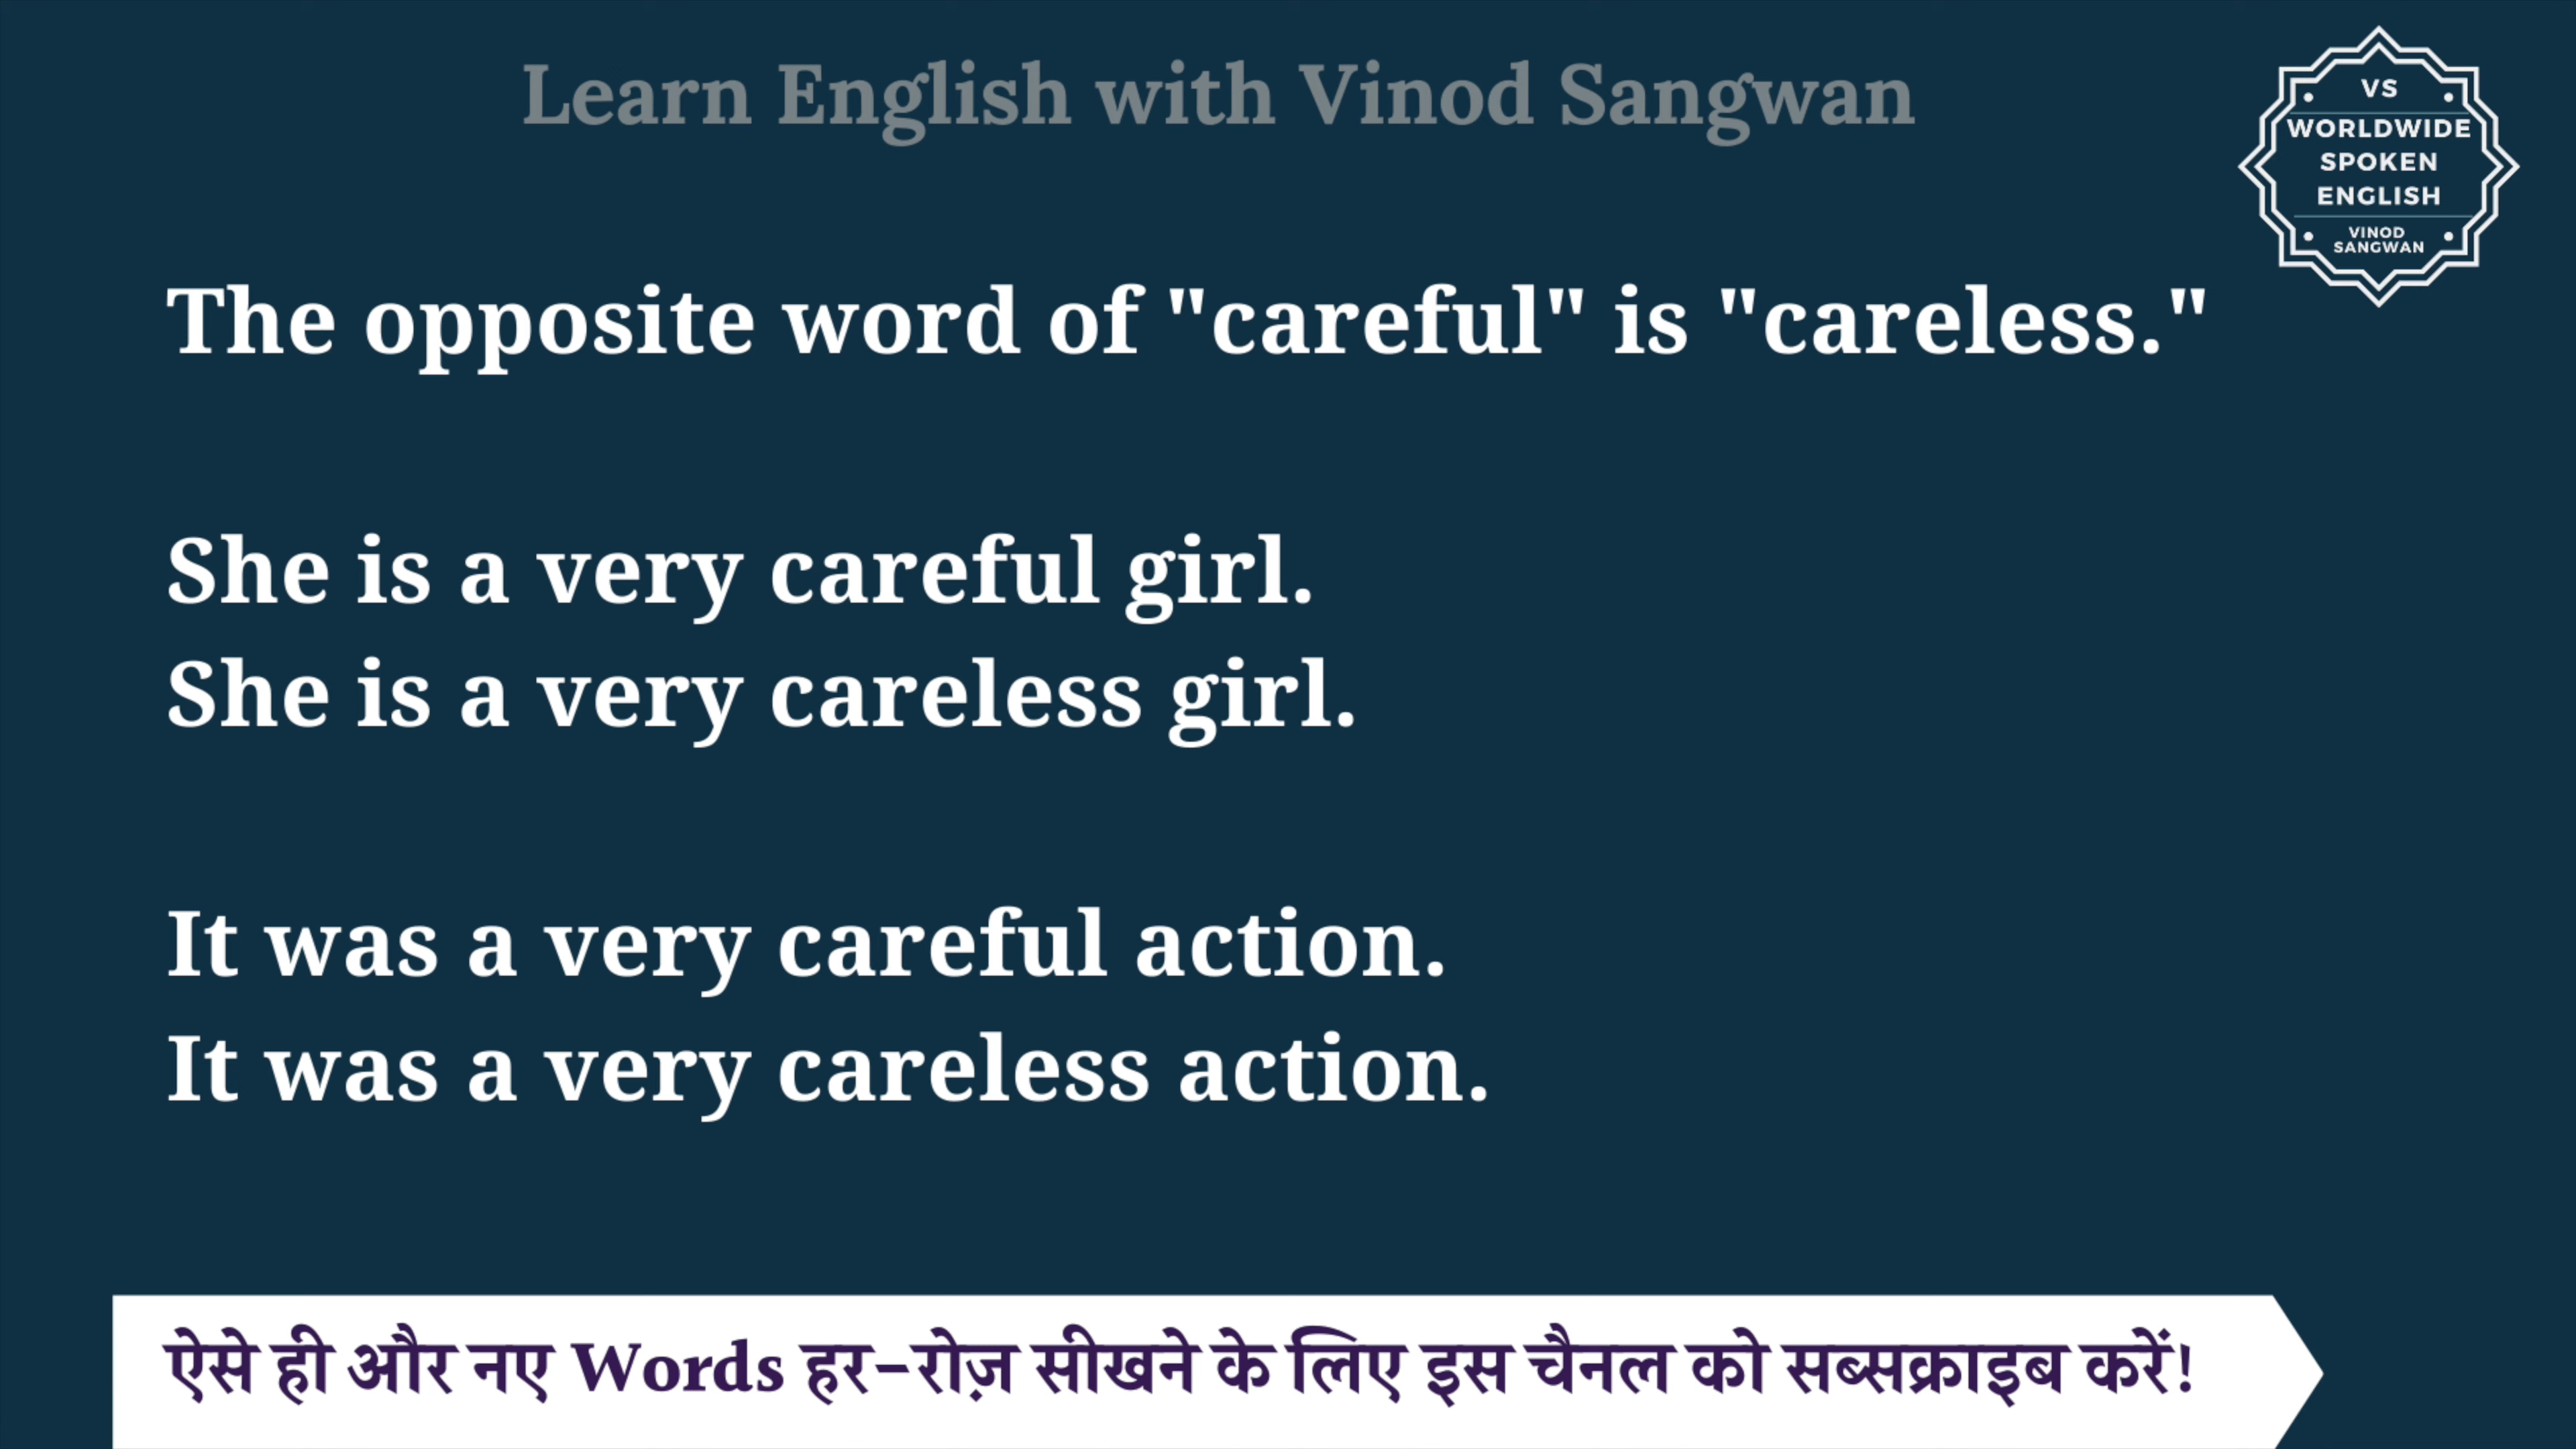 Learn English with Vinod Sangwan
VS
WORLDWIDE
SPOKEN
ENGLISH
VINOD
SANGWAN
The opposite word of "careful" is "careless."
She is a very careful girl.
She is a very careless girl.
It was a very careful action.
It was a very careless action.
ऐसे ही और नए Words हर-रोज़ सीखने के लिए इस चैनल को सब्सक्राइब करें!